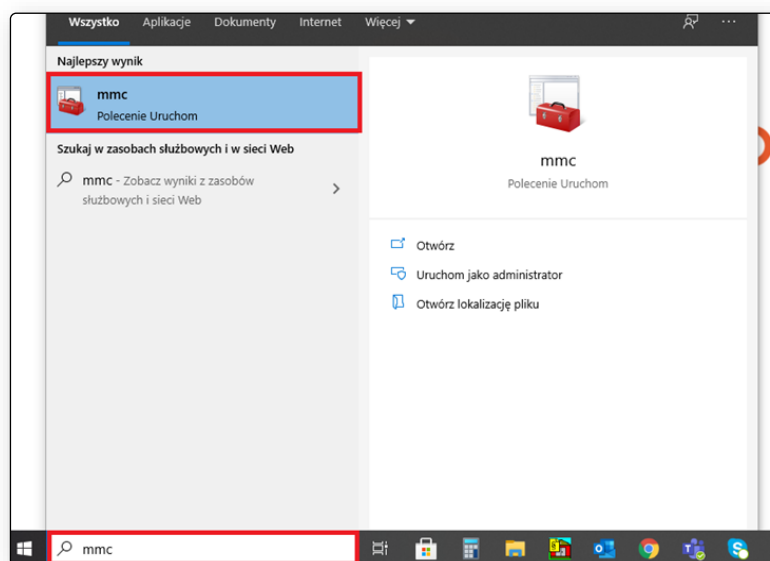 Wszystko Aplikacje Dokumenty Internet Więcej
Najlepszy wynik
mmc
Polecenie Uruchom
Szukaj w zasobach służbowych i w sieci Web
mmc - Zobacz wyniki z zasobów
służbowych i sieci Web
mmc
Polecenie Uruchom
Otwórz
Uruchom jako administrator
Otwórz lokalizację pliku
mmc